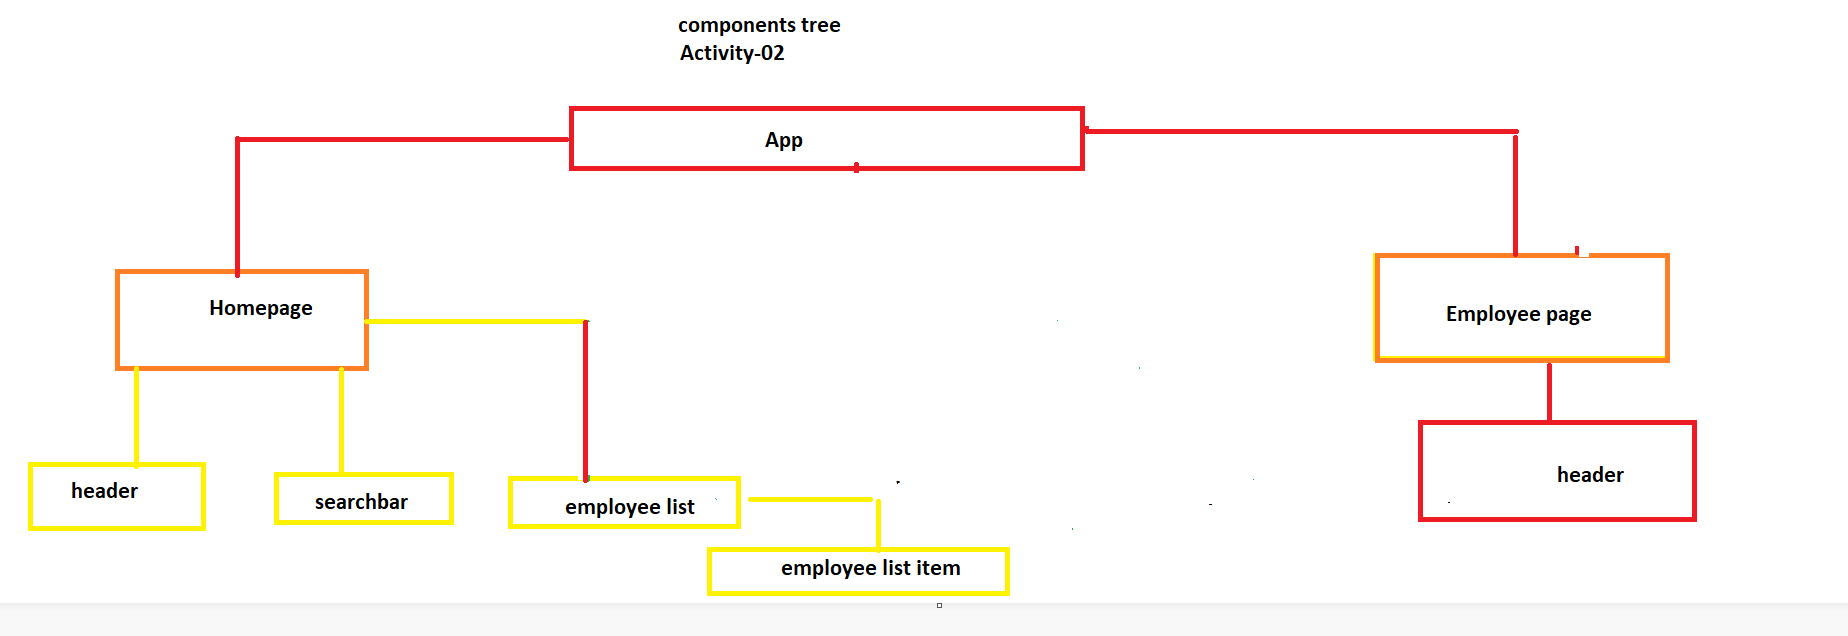 components tree
Activity-02
App
Homepage
Employee page
header
searchbar
employee list
header
employee list item